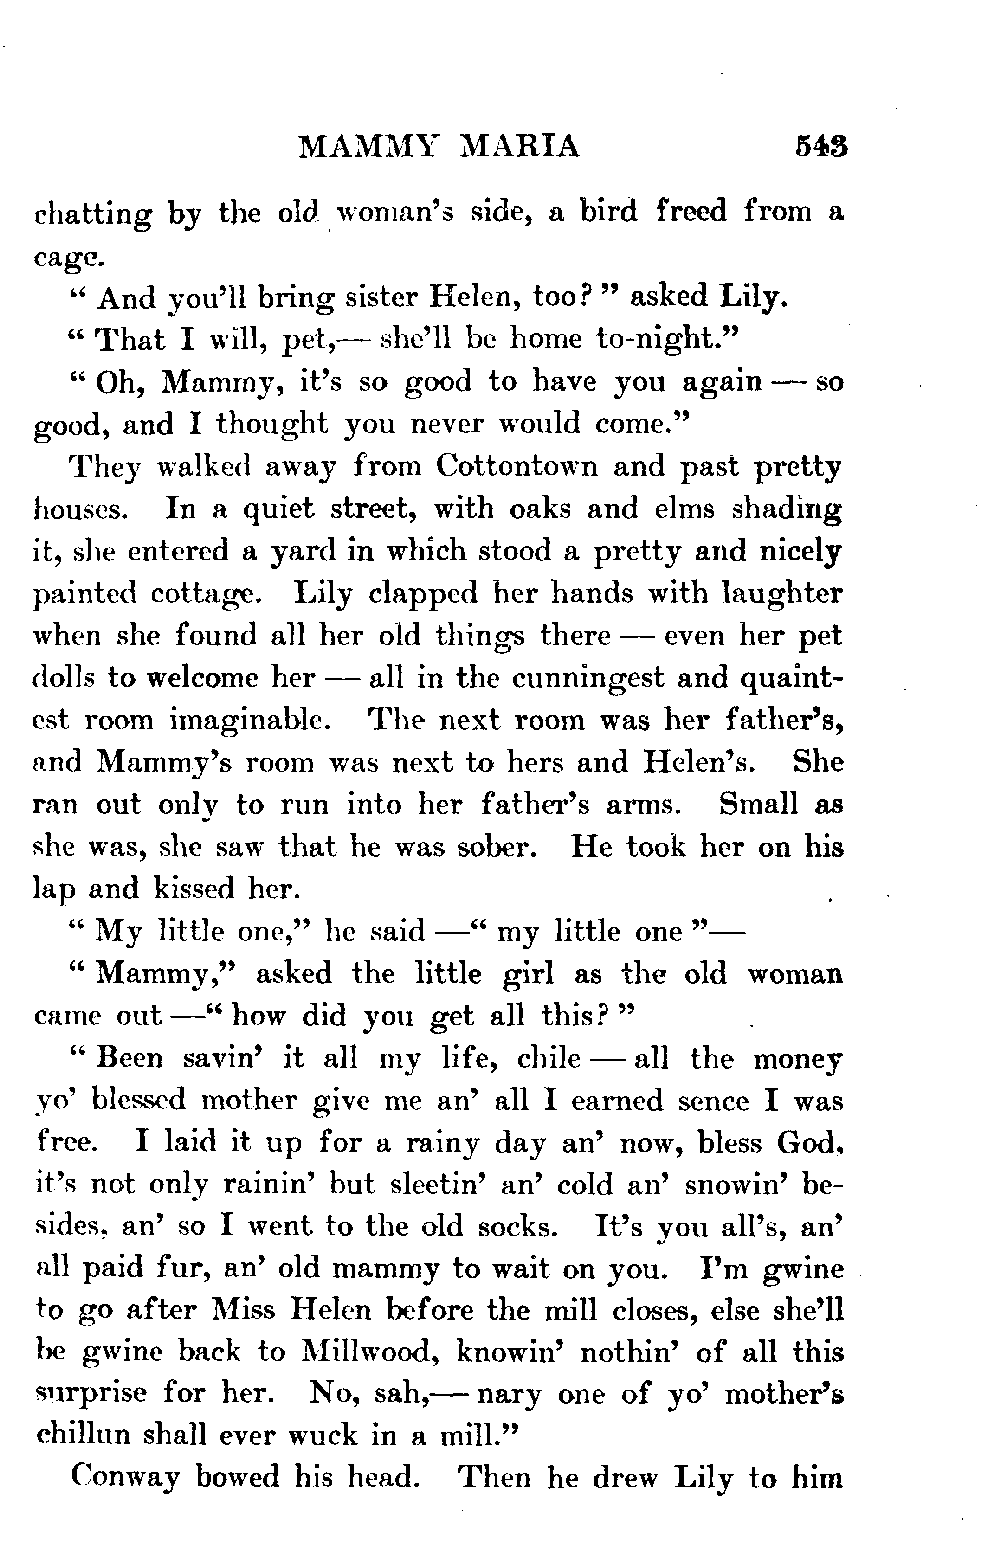 MAMMY MARIA 543
chatting by the old woman's side, a bird freed from a
cage.
" And you'll bring sister Helen, too? " asked Lily.
" That I will, pet,— she'll be home to-night."
" Oh, Mammy, it's so good to have you again — so
good, and I thought you never would come."
They walked away from Cottontown and past pretty
houses. In a quiet street, with oaks and elms shading
it, she entered a yard in which stood a pretty and nicely
painted cottage. Lily clapped her hands with laughter
when she found all her old things there — even her pet
dolls to welcome her — all in the cunningest and quaint-
est room imaginable. The next room was her father's,
and Mammy's room was next to hers and Helen's. She
ran out only to run into her father's arms. Small as
she was, she saw that he was sober. He took her on his
lap and kissed her.
" My little one," he said —" my little one "—
" Mammy," asked the little girl as the old woman
came out —" how did you get all this? "
" Been savin' it all my life, chile — all the money
yo' blessed mother give me an' all I earned sence I was
free. I laid it up for a rainy day an' now, bless God,
it's not only rainin' but sleetin' an' cold an' snowin' be-
sides, an' so I went to the old socks. It's you all's, an'
all paid fur, an' old mammy to wait on you. I'm gwine
to go after Miss Helen before the mill closes, else she'll
be gwine back to Millwood, knowin' nothin' of all this
surprise for her. No, sah,— nary one of yo' mother's
chillun shall ever wuck in a mill."
Conway bowed his head. Then he drew Lily to him